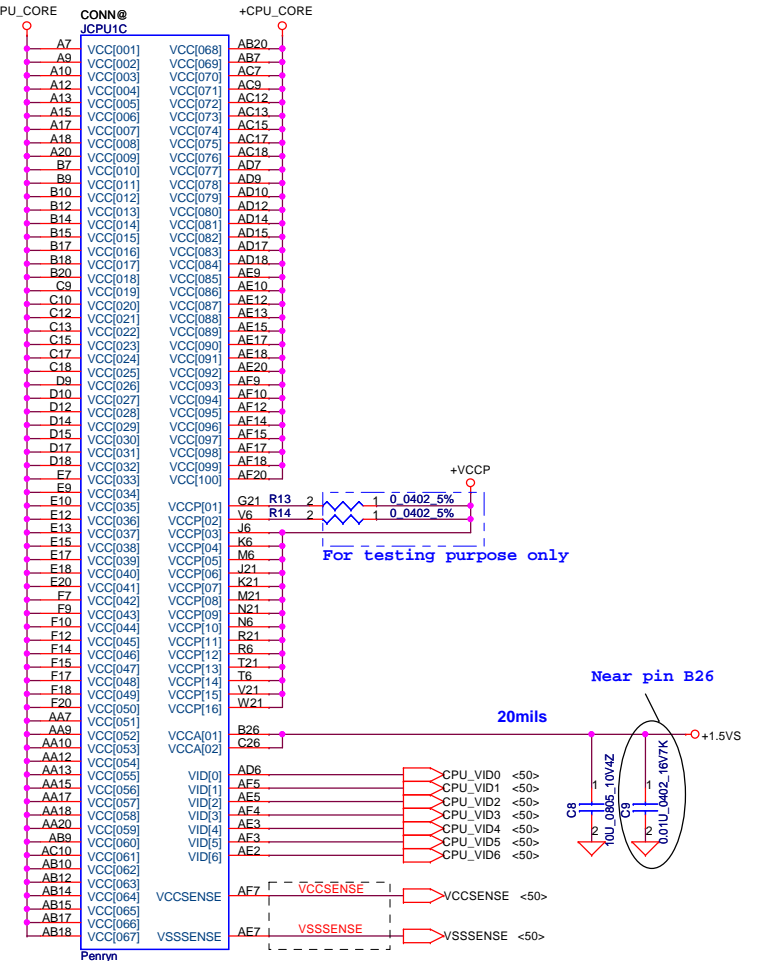 PU_CORE
CONN@
+CPU_CORE
JCPU1C
A7 VCC[001] VCC[068] AB20
A9 VCC[002] VCC[069] AB7
A10 VCC[003] VCC[070] AC7
A12 VCC[004] VCC[071] AC9
A13 VCC[005] VCC[072] AC12
A15 VCC[006] VCC[073] AC13
A17 VCC[007] VCC[074] AC15
A18 VCC[008] VCC[075] AC17
A20 VCC[009] VCC[076] AC18
B7 VCC[010] VCC[077] AD7
B9 VCC[011] VCC[078] AD9
B10 VCC[012] VCC[079] AD10
B12 VCC[013] VCC[080] AD12
B14 VCC[014] VCC[081] AD14
B15 VCC[015] VCC[082] AD15
B17 VCC[016] VCC[083] AD17
B18 VCC[017] VCC[084] AD18
B20 VCC[018] VCC[085] AE9
C9 VCC[019] VCC[086] AE10
C10 VCC[020] VCC[087] AE12
C12 VCC[021] VCC[088] AE13
C13 VCC[022] VCC[089] AE15
C15 VCC[023] VCC[090] AE17
C17 VCC[024] VCC[091] AE18
C18 VCC[025] VCC[092] AE20
D9 VCC[026] VCC[093] AF9
D10 VCC[027] VCC[094] AF10
D12 VCC[028] VCC[095] AF12
D14 VCC[029] VCC[096] AF14
D15 VCC[030] VCC[097] AF15
D17 VCC[031] VCC[098] AF17
D18 VCC[032] VCC[099] AF18
E7 VCC[033] VCC[100] AF20
+VCCP
E9 VCC[034]
E10 VCC[035] VCCP[01] G21 R13 2 1 0_0402_5%
E12 VCC[036] VCCP[02] V6 R14 2 1 0_0402_5%
E13 VCC[037] VCCP[03] J6
E15 VCC[038] VCCP[04] K6
E17 VCC[039] VCCP[05] M6
For testing purpose only
E18 VCC[040] VCCP[06] J21
E20 VCC[041] VCCP[07] K21
F7 VCC[042] VCCP[08] M21
F9 VCC[043] VCCP[09] N21
F10 VCC[044] VCCP[10] N6
F12 VCC[045] VCCP[11] R21
F14 VCC[046] VCCP[12] R6
F15 VCC[047] VCCP[13] T21
F17 VCC[048] VCCP[14] T6
F18 VCC[049] VCCP[15] V21
F20 VCC[050] VCCP[16] W21
Near pin B26
AA7 VCC[051]
20mils
AA9 VCC[052] VCCA[01] B26
+1.5VS
AA10 VCC[053] VCCA[02] C26
AA12 VCC[054]
AA13 VCC[055] VID[0] AD6 CPU_VID0 <50>
AA15 VCC[056] VID[1] AF5 CPU_VID1 <50>
AA17 VCC[057] VID[2] AE5 CPU_VID2 <50>
AA18 VCC[058] VID[3] AF4 CPU_VID3 <50>
AA20 VCC[059] VID[4] AE3 CPU_VID4 <50>
AB9 VCC[060] VID[5] AF3 CPU_VID5 <50>
AC10 VCC[061] VID[6] AE2 CPU_VID6 <50>
C8 1 2 10U_0805_10V4Z
C9 1 2 0.01U_0402_16V7K
AB10 VCC[062]
AB12 VCC[063]
AB14 VCC[064] VCCSENSE AF7 VCCSENSE VCCSENSE <50>
AB15 VCC[065]
AB17 VCC[066]
AB18 VCC[067] VSSSENSE AE7 VSSSENSE VSSSENSE <50>
Penryn